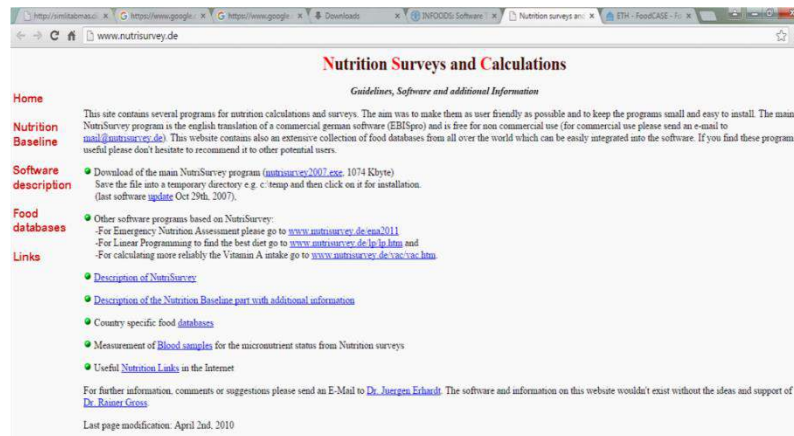 http://similabmas.c
https://www.google.
https://www.google
Downloads
INFOODS: Software T
Nutrition surveys and
ETH - FoodCASE - Fo
www.nutrisurvey.de
Nutrition Surveys and Calculations
Guidelines, Software and additional Information
Home
Nutrition
Baseline
Software
description
Food
databases
Links
This site contains several programs for nutrition calculations and surveys. The aim was to make them as user friendly as possible and to keep the programs small and easy to install. The main
NutriSurvey program is the english translation of a commercial german software (EBISpro) and is free for non commercial use (for commercial use please send an e-mail to
mail@nutrisurvey.de). This website contains also an extensive collection of food databases from all over the world which can be easily integrated into the software. If you find these program
useful please don't hesitate to recommend it to other potential users.
Download of the main NutriSurvey program (nutrisurvey2007.exe, 1074 Kbyte)
Save the file into a temporary directory e.g. c:\temp and then click on it for installation.
(last software update Oct 29th, 2007),
Other software programs based on NutriSurvey:
-For Emergency Nutrition Assessment please go to www.nutrisurvey.de/ena2011
-For Linear Programming to find the best diet go to www.nutrisurvey.de/lp/lp.htm and
-For calculating more reliably the Vitamin A intake go to www.nutrisurvey.de/vac/vac.htm.
Description of NutriSurvey
Description of the Nutrition Baseline part with additional information
Country specific food databases
Measurement of Blood samples for the micronutrient status from Nutrition surveys
Useful Nutrition Links in the Internet
For further information, comments or suggestions please send an E-Mail to Dr. Juergen Erhardt. The software and information on this website wouldn't exist without the ideas and support of
Dr. Rainer Gross.
Last page modification: April 2nd, 2010